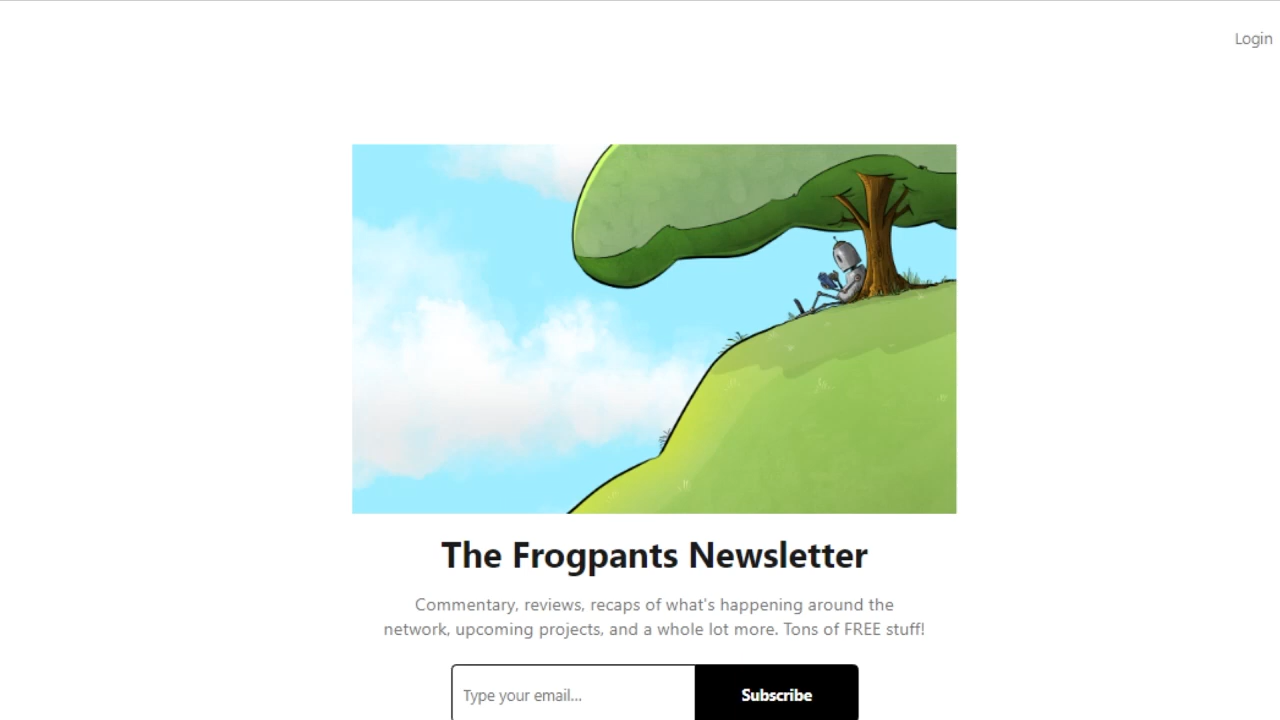 Login
The Frogpants Newsletter
Commentary, reviews, recaps of what's happening around the
network, upcoming projects, and a whole lot more. Tons of FREE stuff!
Type your email...
Subscribe